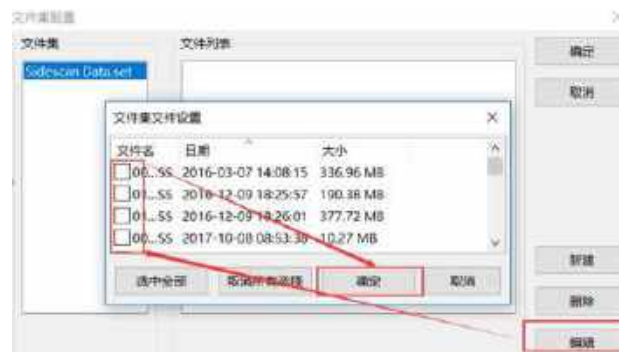 文件集配置
文件集
文件列表
确定
Sidescan Data.set
取消
文件集文件设置
文件名 日期 大小
00...SS 2016-03-07 14:08:15 336.96 MB
01...SS 2016-12-09 18:25:57 190.38 MB
01...SS 2016-12-09 18:26:01 377.72 MB
00...SS 2017-10-08 08:53:38 10.27 MB
选中全部 取消所有选择 确定 取消
新建
删除
编辑